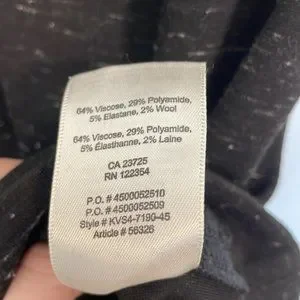 64% Viscose, 29% Polyamide,
5% Elastane, 2% Wool
64% Viscose, 29% Polyamide,
5% Élasthanne, 2% Laine
CA 23725
RN 122354
P.O. # 4500052510
P.O. # 4500052509
Style # KVS4-7190-45
Article # 56326